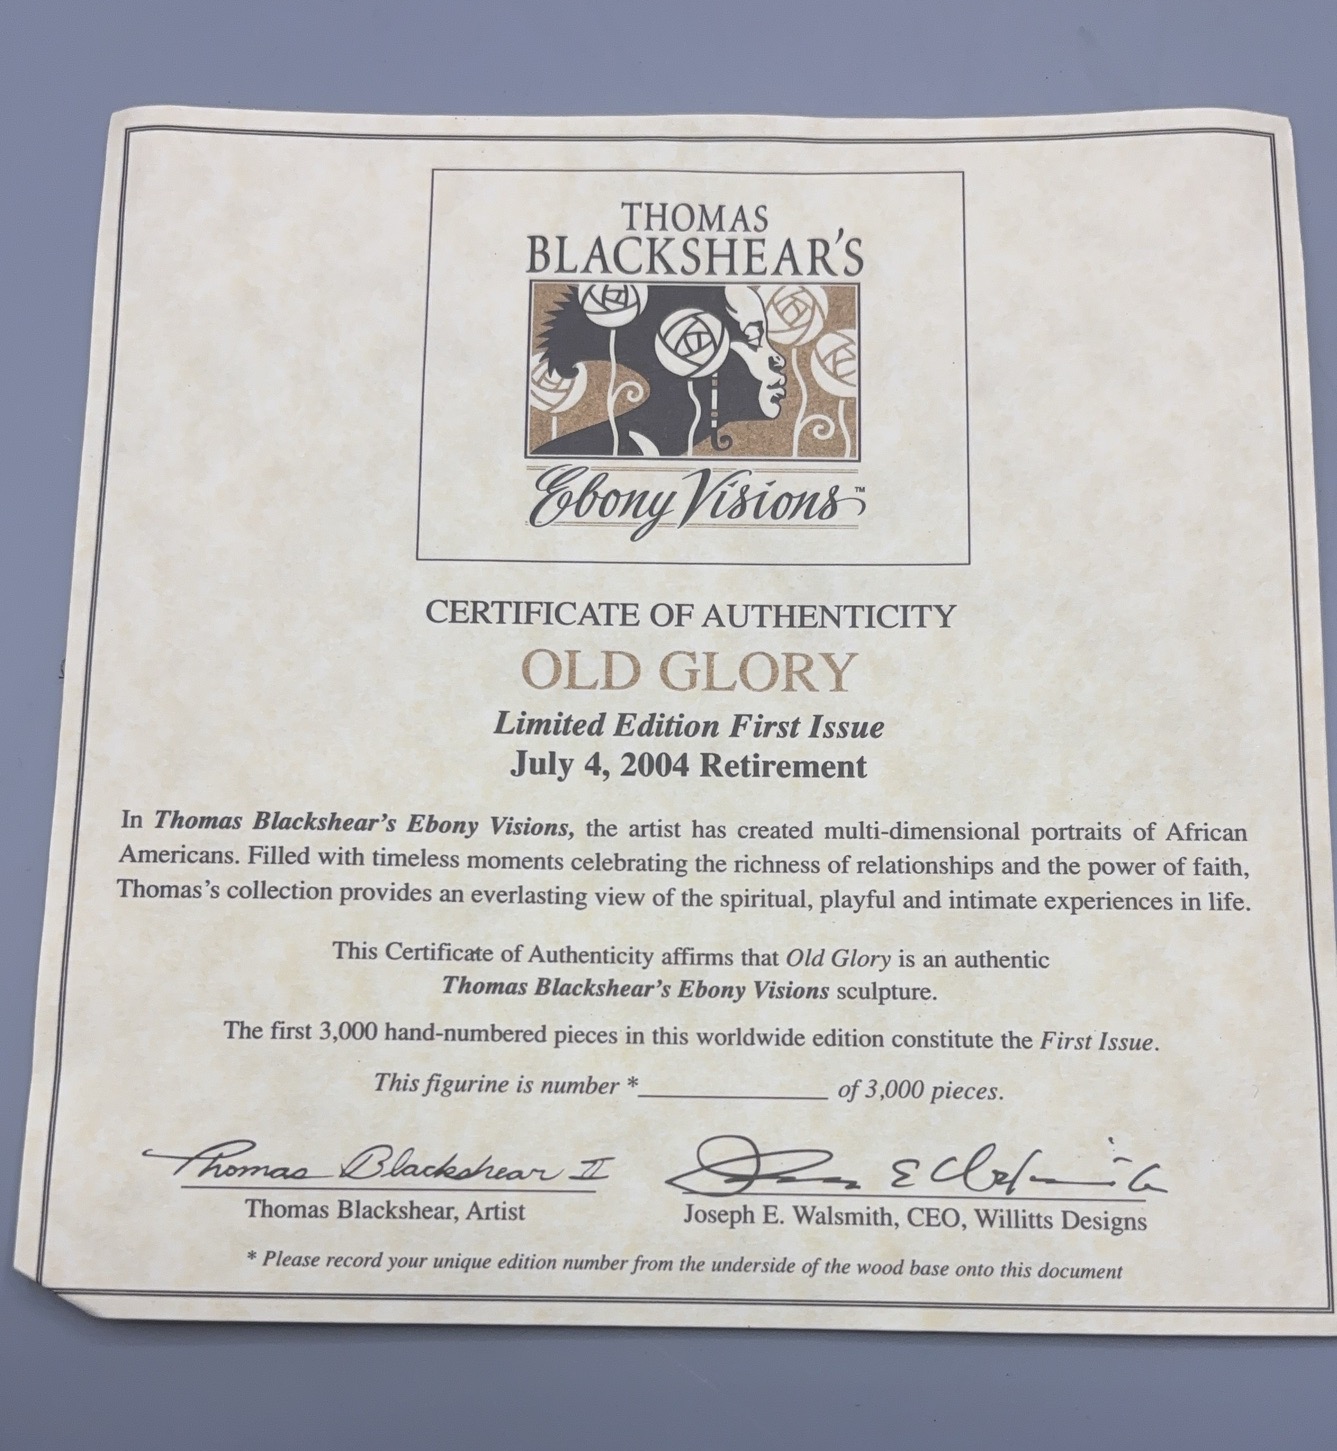 THOMAS
BLACKSHEAR'S
Ebony Visions™
CERTIFICATE OF AUTHENTICITY
OLD GLORY
Limited Edition First Issue
July 4, 2004 Retirement
In Thomas Blackshear's Ebony Visions, the artist has created multi-dimensional portraits of African
Americans. Filled with timeless moments celebrating the richness of relationships and the power of faith,
Thomas's collection provides an everlasting view of the spiritual, playful and intimate experiences in life.
This Certificate of Authenticity affirms that Old Glory is an authentic
Thomas Blackshear's Ebony Visions sculpture.
The first 3,000 hand-numbered pieces in this worldwide edition constitute the First Issue.
This figurine is number *______________ of 3,000 pieces.
Thomas Blackshear II
Thomas Blackshear, Artist
Joseph E. Walsmith, CEO, Willitts Designs
* Please record your unique edition number from the underside of the wood base onto this document